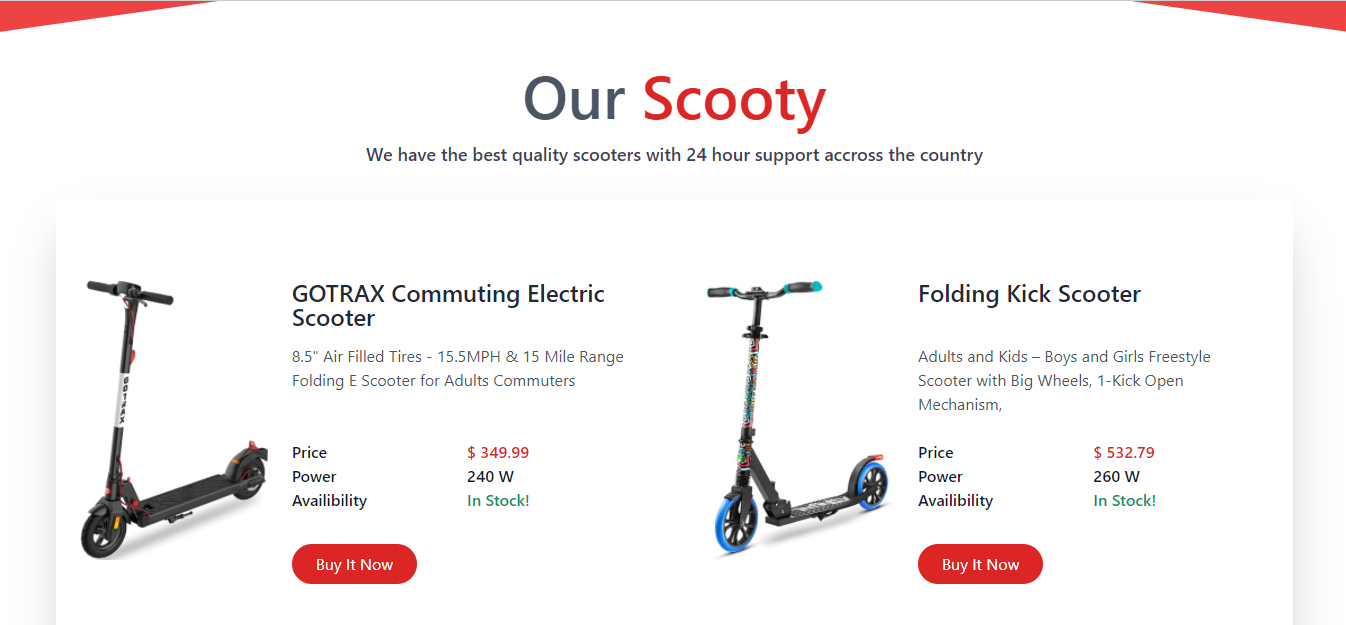 Our Scooty
We have the best quality scooters with 24 hour support accross the country
GOTRAX Commuting Electric
Scooter
8.5" Air Filled Tires - 15.5MPH & 15 Mile Range
Folding E Scooter for Adults Commuters
Price $ 349.99
Power 240 W
Availibility In Stock!
Buy It Now
GOTRAX
Folding Kick Scooter
Adults and Kids – Boys and Girls Freestyle
Scooter with Big Wheels, 1-Kick Open
Mechanism,
Price $ 532.79
Power 260 W
Availibility In Stock!
Buy It Now